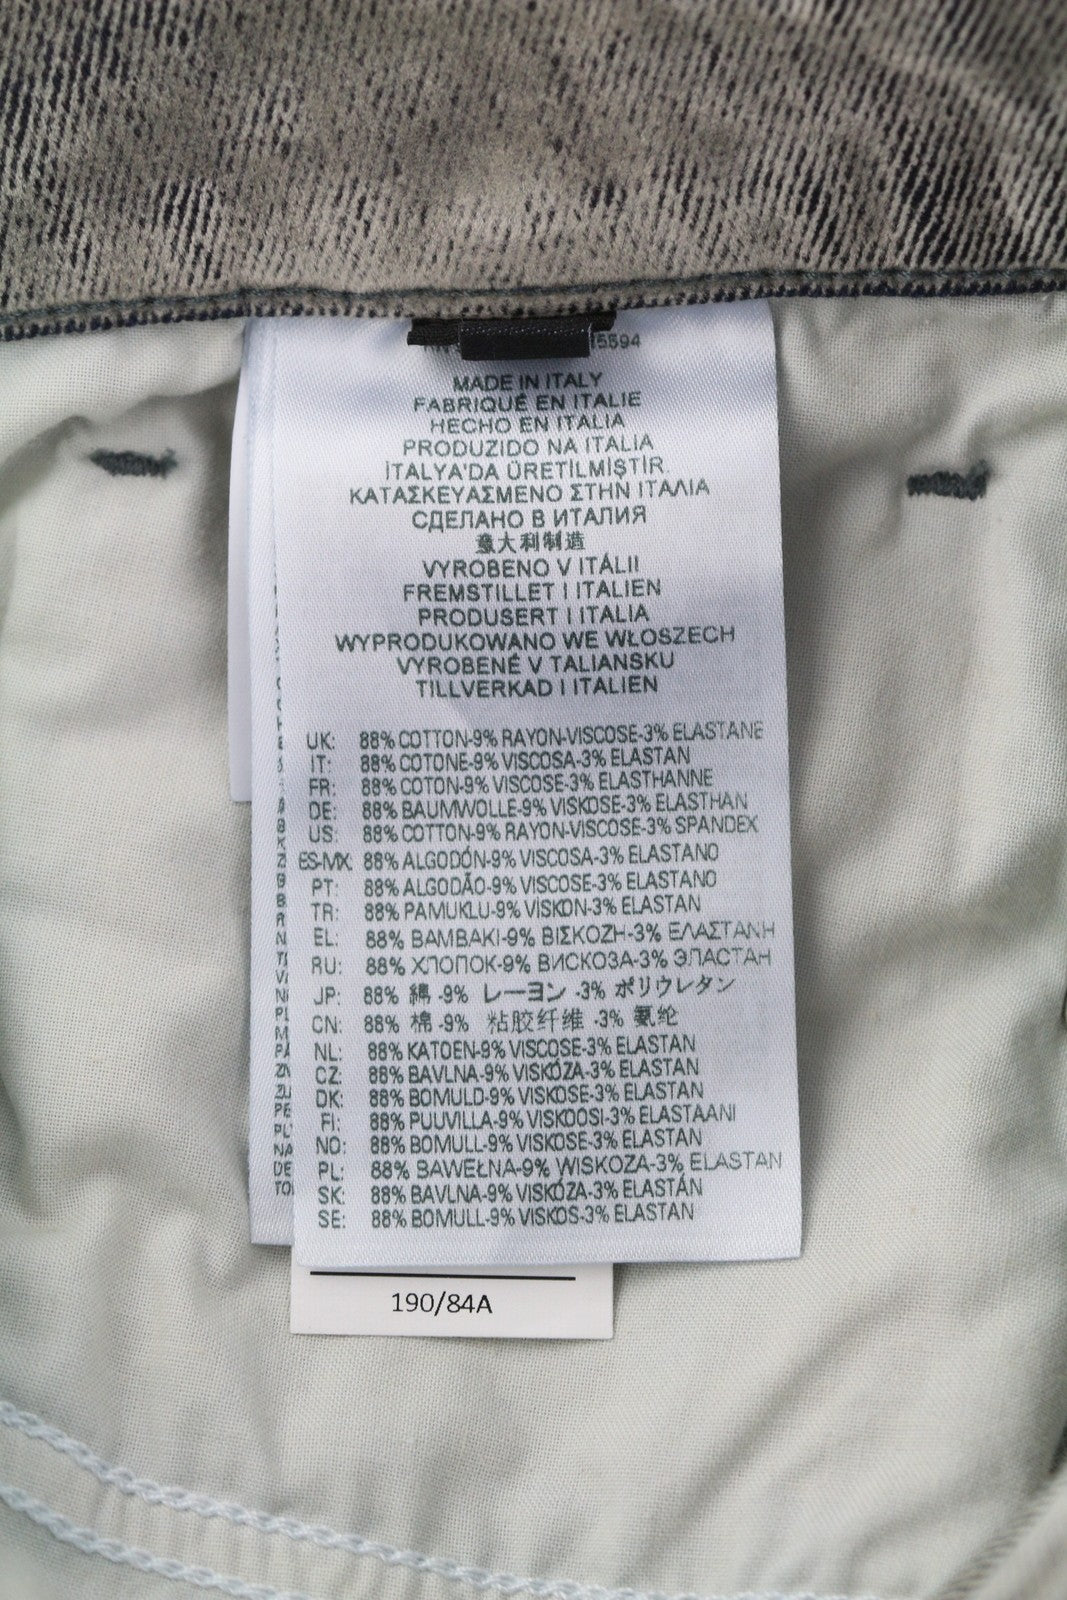 5594
MADE IN ITALY
FABRIQUÉ EN ITALIE
HECHO EN ITALIA
PRODUZIDO NA ITALIA
İTALYA'DA ÜRETİLMİŞTİR
ΚΑΤΑΣΚΕΥΑΣΜΕΝΟ ΣΤΗΝ ΙΤΑΛΙΑ
СДЕЛАНО В ИТАЛИЯ
意大利制造
VYROBENO V ITÁLII
FREMSTILLET I ITALIEN
PRODUSERT I ITALIA
WYPRODUKOWANO WE WŁOSZECH
VYROBENÉ V TALIANSKU
TILLVERKAD I ITALIEN
UK: 88% COTTON-9% RAYON-VISCOSE-3% ELASTANE
IT: 88% COTONE-9% VISCOSA-3% ELASTAN
FR: 88% COTON-9% VISCOSE-3% ELASTHANNE
DE: 88% BAUMWOLLE-9% VISKOSE-3% ELASTHAN
US: 88% COTTON-9% RAYON-VISCOSE-3% SPANDEX
ES-MX: 88% ALGODÓN-9% VISCOSA-3% ELASTANO
PT: 88% ALGODÃO-9% VISCOSE-3% ELASTANO
TR: 88% PAMUKLU-9% VISKON-3% ELASTAN
EL: 88% ΒΑΜΒΑΚΙ-9% ΒΙΣΚΟΖΗ-3% ΕΛΑΣΤΑΝΗ
RU: 88% ХЛОПОК-9% ВИСКОЗА-3% ЭЛАСТАН
JP: 88% 綿 -9% レーヨン -3% ポリウレタン
CN: 88% 棉 -9% 粘胶纤维 -3% 氨纶
NL: 88% KATOEN-9% VISCOSE-3% ELASTAN
CZ: 88% BAVLNA-9% VISKÓZA-3% ELASTAN
DK: 88% BOMULD-9% VISKOSE-3% ELASTAN
FI: 88% PUUVILLA-9% VISKOOSI-3% ELASTAANI
NO: 88% BOMULL-9% VISKOSE-3% ELASTAN
PL: 88% BAWEŁNA-9% WISKOZA-3% ELASTAN
SK: 88% BAVLNA-9% VISKÓZA-3% ELASTÁN
SE: 88% BOMULL-9% VISKOS-3% ELASTAN
190/84A